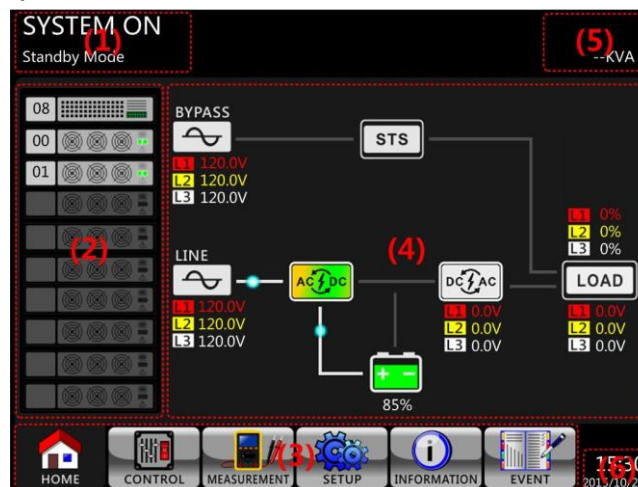 SYSTEM ON
(1)
Standby Mode
(5)
--KVA
08
00
01
(2)
BYPASS
L1 120.0V
L2 120.0V
L3 120.0V
STS
LINE
L1 120.0V
L2 120.0V
L3 120.0V
AC DC
(4)
DC AC
L1 0.0V
L2 0.0V
L3 0.0V
L1 0%
L2 0%
L3 0%
LOAD
L1 0.0V
L2 0.0V
L3 0.0V
85%
HOME
CONTROL
MEASUREMENT
(3)
SETUP
INFORMATION
EVENT
(6)